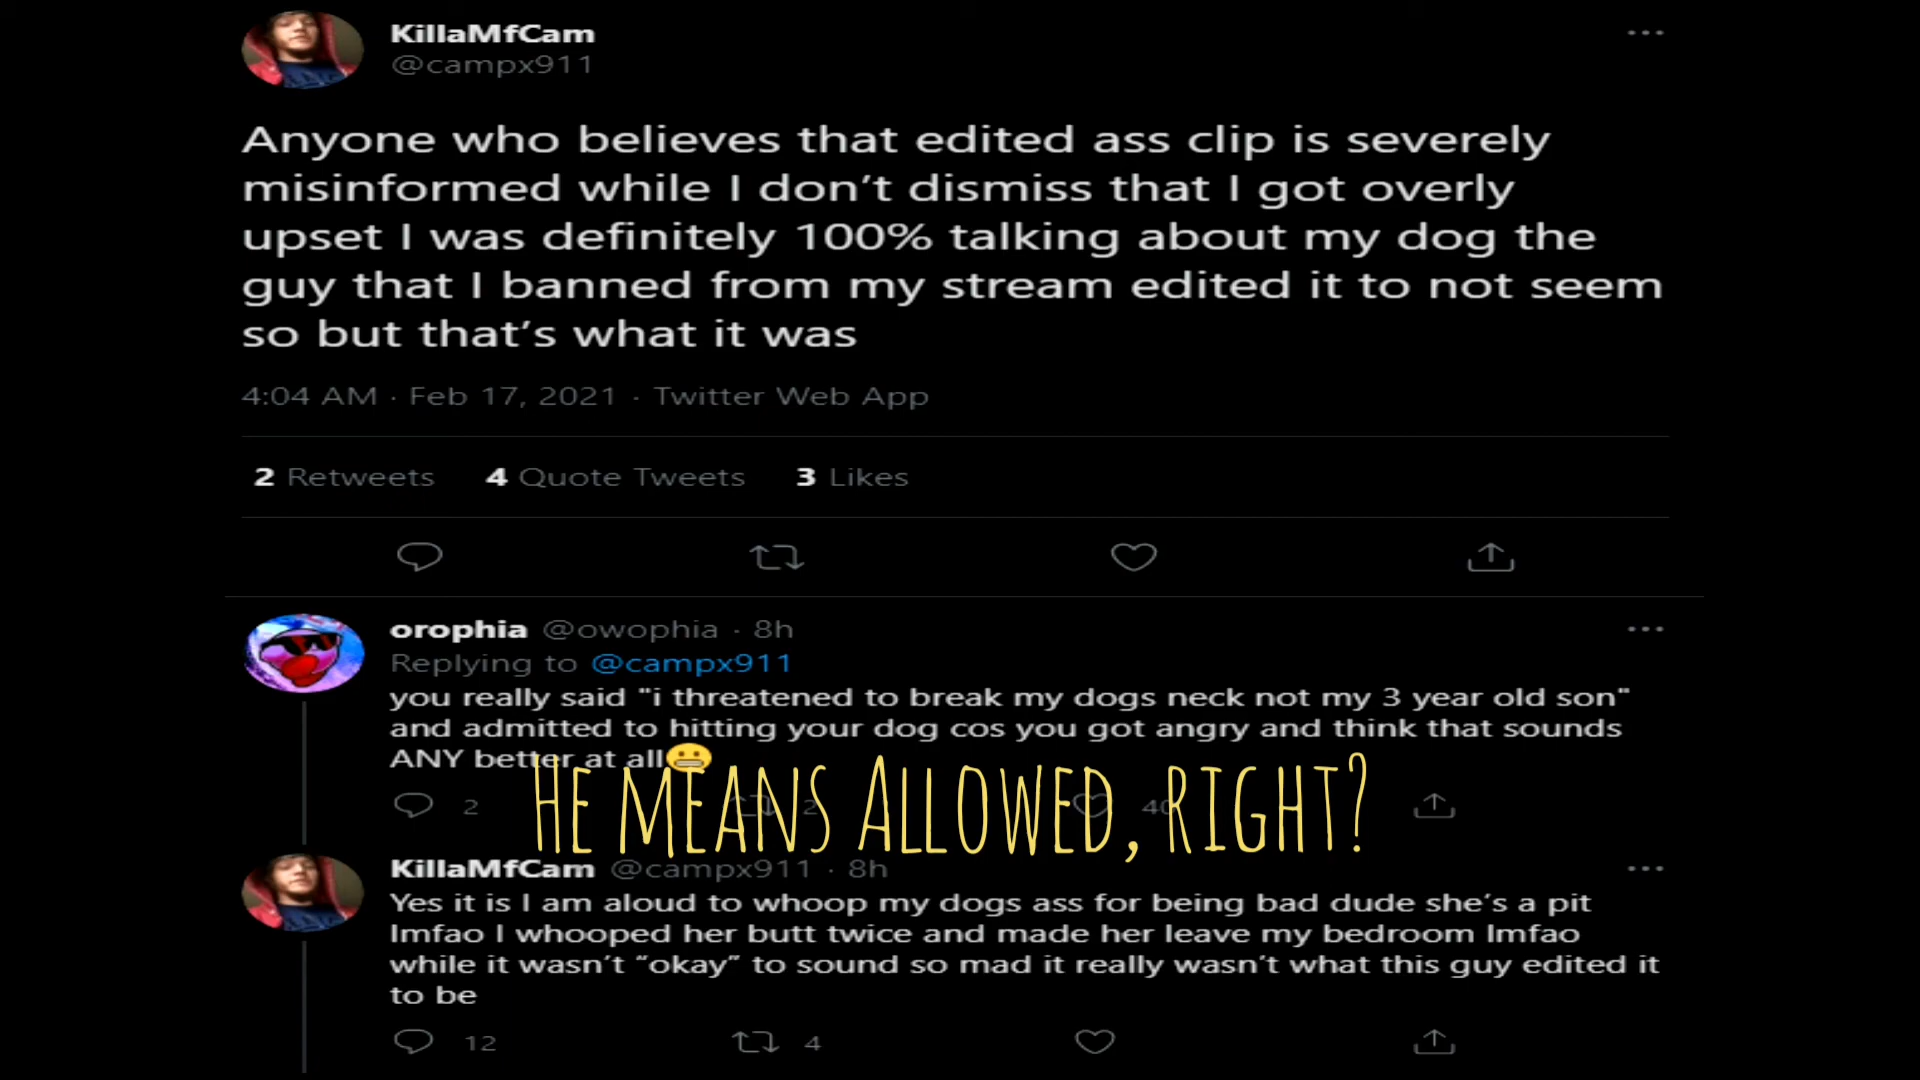 KillaMfCam
@campx911
Anyone who believes that edited ass clip is severely
misinformed while I don’t dismiss that I got overly
upset I was definitely 100% talking about my dog the
guy that I banned from my stream edited it to not seem
so but that’s what it was
4:04 AM · Feb 17, 2021 · Twitter Web App
2 Retweets 4 Quote Tweets 3 Likes
orophia @owophia · 8h
Replying to @campx911
you really said "i threatened to break my dogs neck not my 3 year old son"
and admitted to hitting your dog cos you got angry and think that sounds
ANY better at all😬
2 2 40
He means allowed, right?
KillaMfCam @campx911 · 8h
Yes it is I am aloud to whoop my dogs ass for being bad dude she’s a pit
lmfao I whooped her butt twice and made her leave my bedroom lmfao
while it wasn’t “okay” to sound so mad it really wasn’t what this guy edited it
to be
12 4